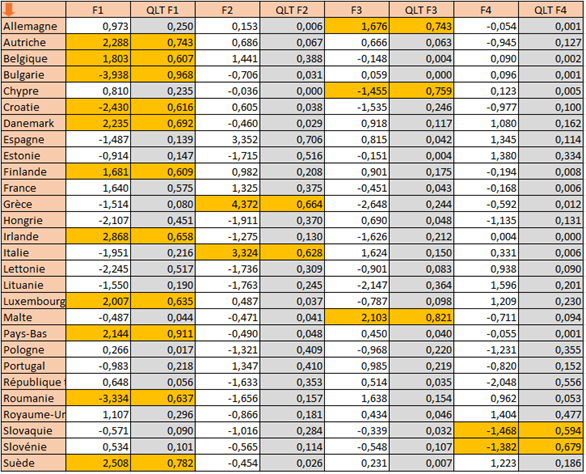 F1 QLT F1 F2 QLT F2 F3 QLT F3 F4 QLT F4
Allemagne 0,973 0,250 0,153 0,006 1,676 0,743 -0,054 0,001
Autriche 2,288 0,743 0,686 0,067 0,666 0,063 -0,945 0,127
Belgique 1,803 0,607 1,441 0,388 -0,148 0,004 0,090 0,002
Bulgarie -3,938 0,968 -0,706 0,031 0,059 0,000 0,096 0,001
Chypre 0,810 0,235 -0,036 0,000 -1,455 0,759 0,123 0,005
Croatie -2,430 0,616 0,605 0,038 -1,535 0,246 -0,977 0,100
Danemark 2,235 0,692 -0,460 0,029 0,918 0,117 1,080 0,162
Espagne -1,487 0,139 3,352 0,706 0,815 0,042 1,345 0,114
Estonie -0,914 0,147 -1,715 0,516 -0,151 0,004 1,380 0,334
Finlande 1,681 0,609 0,982 0,208 0,901 0,175 -0,194 0,008
France 1,640 0,575 1,325 0,375 -0,451 0,043 -0,168 0,006
Grèce -1,514 0,080 4,372 0,664 -2,648 0,244 -0,592 0,012
Hongrie -2,107 0,451 -1,911 0,370 0,690 0,048 -1,135 0,131
Irlande 2,868 0,658 -1,275 0,130 -1,626 0,212 0,004 0,000
Italie -1,951 0,216 3,324 0,628 1,624 0,150 0,331 0,006
Lettonie -2,245 0,517 -1,736 0,309 -0,901 0,083 0,938 0,090
Lituanie -1,550 0,190 -1,763 0,245 -2,147 0,364 1,596 0,201
Luxembourg 2,007 0,635 0,487 0,037 -0,787 0,098 1,209 0,230
Malte -0,487 0,044 -0,471 0,041 2,103 0,821 -0,711 0,094
Pays-Bas 2,144 0,911 -0,490 0,048 0,450 0,040 -0,055 0,001
Pologne 0,266 0,017 -1,321 0,409 -0,968 0,220 -1,231 0,355
Portugal -0,983 0,218 1,347 0,410 0,985 0,219 -0,820 0,152
République 0,648 0,056 -1,633 0,353 0,514 0,035 -2,048 0,556
Roumanie -3,334 0,637 -1,656 0,157 1,638 0,154 0,962 0,053
Royaume-Un 1,107 0,296 -0,866 0,181 0,434 0,046 1,404 0,477
Slovaquie -0,571 0,090 -1,016 0,284 -0,339 0,032 -1,468 0,594
Slovénie 0,534 0,101 -0,565 0,114 -0,548 0,107 -1,382 0,679
Suède 2,508 0,782 -0,454 0,026 0,231 0,007 1,223 0,186